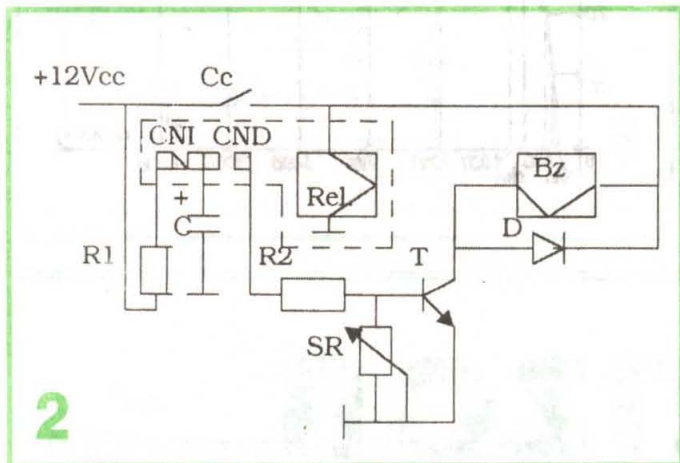 +12Vcc Cc
CNI CND
Bz
+
Rel.
C
D
R1 R2 T
SR
2